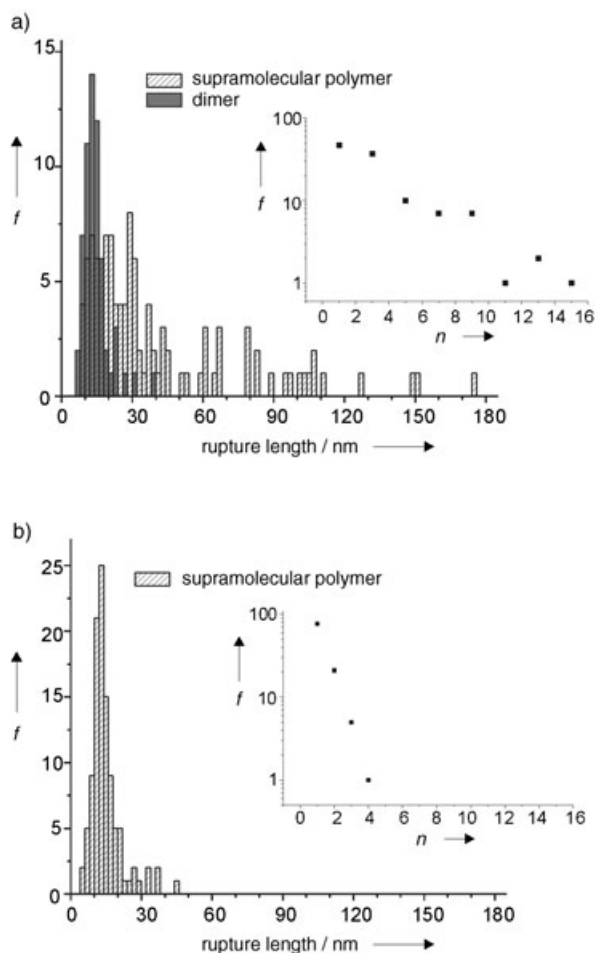 a)
15
10
5
0
f
supramolecular polymer
dimer
100
10
1
f
0 2 4 6 8 10 12 14 16
n
0 30 60 90 120 150 180
rupture length / nm
b)
25
20
15
10
5
0
f
supramolecular polymer
100
10
1
f
0 2 4 6 8 10 12 14 16
n
0 30 60 90 120 150 180
rupture length / nm